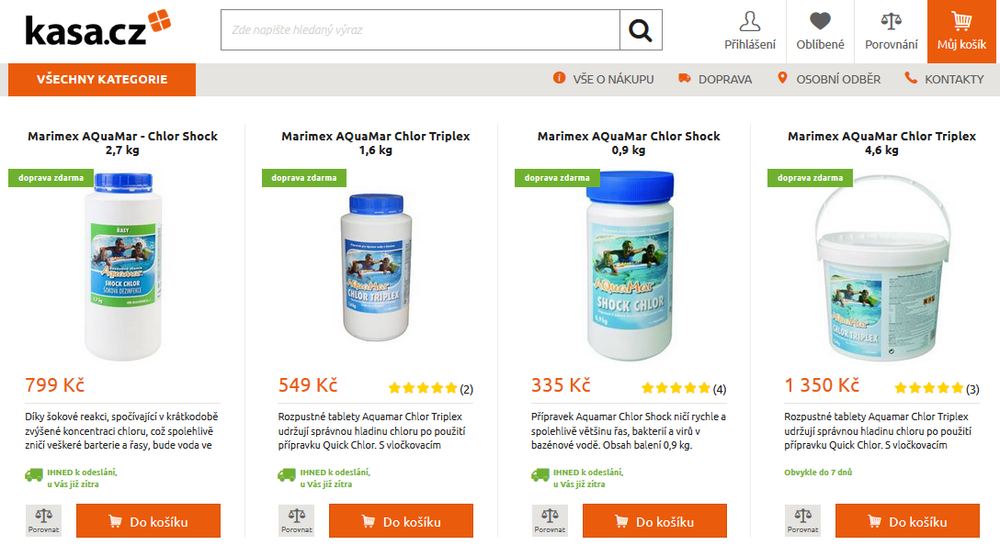 kasa.cz
Zde napište hledaný výraz
Přihlášení
Oblíbené
Porovnání
Můj košík
VŠECHNY KATEGORIE
VŠE O NÁKUPU
DOPRAVA
OSOBNÍ ODBĚR
KONTAKTY
Marimex AQuaMar - Chlor Shock
2,7 kg
doprava zdarma
ŘASY
Aquamar
SHOCK CHLOR
ŠOKOVÁ DEZINFEKCE
799 Kč
Díky šokové reakci, spočívající v krátkodobě
zvýšené koncentraci chloru, což spolehlivě
zničí veškeré barterie a řasy, bude voda ve
IHNED k odeslání,
u Vás již zítra
Porovnat
Do košíku
Marimex AQuaMar Chlor Triplex
1,6 kg
doprava zdarma
AQuaMar
CHLOR TRIPLEX
549 Kč
(2)
Rozpustné tablety Aquamar Chlor Triplex
udržují správnou hladinu chloru po použití
přípravku Quick Chlor. S vločkovacím
IHNED k odeslání,
u Vás již zítra
Porovnat
Do košíku
Marimex AQuaMar Chlor Shock
0,9 kg
doprava zdarma
AQuaMar
SHOCK CHLOR
0,9 kg
335 Kč
(4)
Přípravek Aquamar Chlor Shock ničí rychle a
spolehlivě většinu řas, bakterií a virů v
bazénové vodě. Obsah balení 0,9 kg.
IHNED k odeslání,
u Vás již zítra
Porovnat
Do košíku
Marimex AQuaMar Chlor Triplex
4,6 kg
doprava zdarma
AQuaMar
CHLOR TRIPLEX
1 350 Kč
(3)
Rozpustné tablety Aquamar Chlor Triplex
udržují správnou hladinu chloru po použití
přípravku Quick Chlor. S vločkovacím
Obvykle do 7 dnů
Porovnat
Do košíku